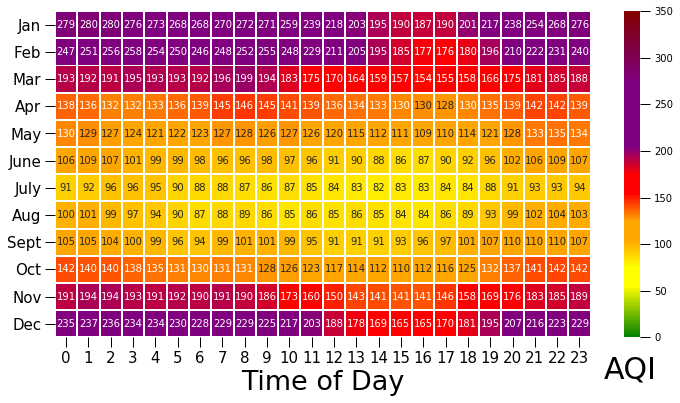 Jan 279 280 280 276 273 268 268 270 272 271 259 239 218 203 195 190 187 190 201 217 238 254 268 276
Feb 247 251 256 258 254 250 246 248 252 255 248 229 211 205 195 185 177 176 180 196 210 222 231 240
Mar 193 192 191 195 193 193 192 196 199 194 183 175 170 164 159 157 154 155 158 166 175 181 185 188
Apr 138 136 132 132 133 136 139 145 146 145 141 139 136 134 133 130 130 128 130 135 139 142 142 139
May 130 129 127 124 121 122 123 127 128 126 127 126 120 115 112 111 109 110 114 121 128 133 135 134
June 106 109 107 101 99 99 98 96 96 98 97 96 91 90 88 86 87 90 92 96 102 106 109 107
July 91 92 96 96 95 90 88 88 87 86 87 85 84 83 82 83 83 84 84 88 91 93 93 94
Aug 100 101 99 97 94 90 87 88 89 86 85 86 85 86 85 84 84 86 89 93 99 102 104 103
Sept 105 105 104 100 99 96 94 99 101 101 99 95 91 91 91 93 96 97 101 107 110 110 110 107
Oct 142 140 140 138 135 131 130 131 131 128 126 123 117 114 112 110 112 116 125 132 137 141 142 142
Nov 191 194 194 193 191 192 190 191 190 186 173 160 150 143 141 141 141 146 158 169 176 183 185 189
Dec 235 237 236 234 234 230 228 229 229 225 217 203 188 178 169 165 165 170 181 195 207 216 223 229
0 1 2 3 4 5 6 7 8 9 10 11 12 13 14 15 16 17 18 19 20 21 22 23
Time of Day
350
300
250
200
150
100
50
0
AQI